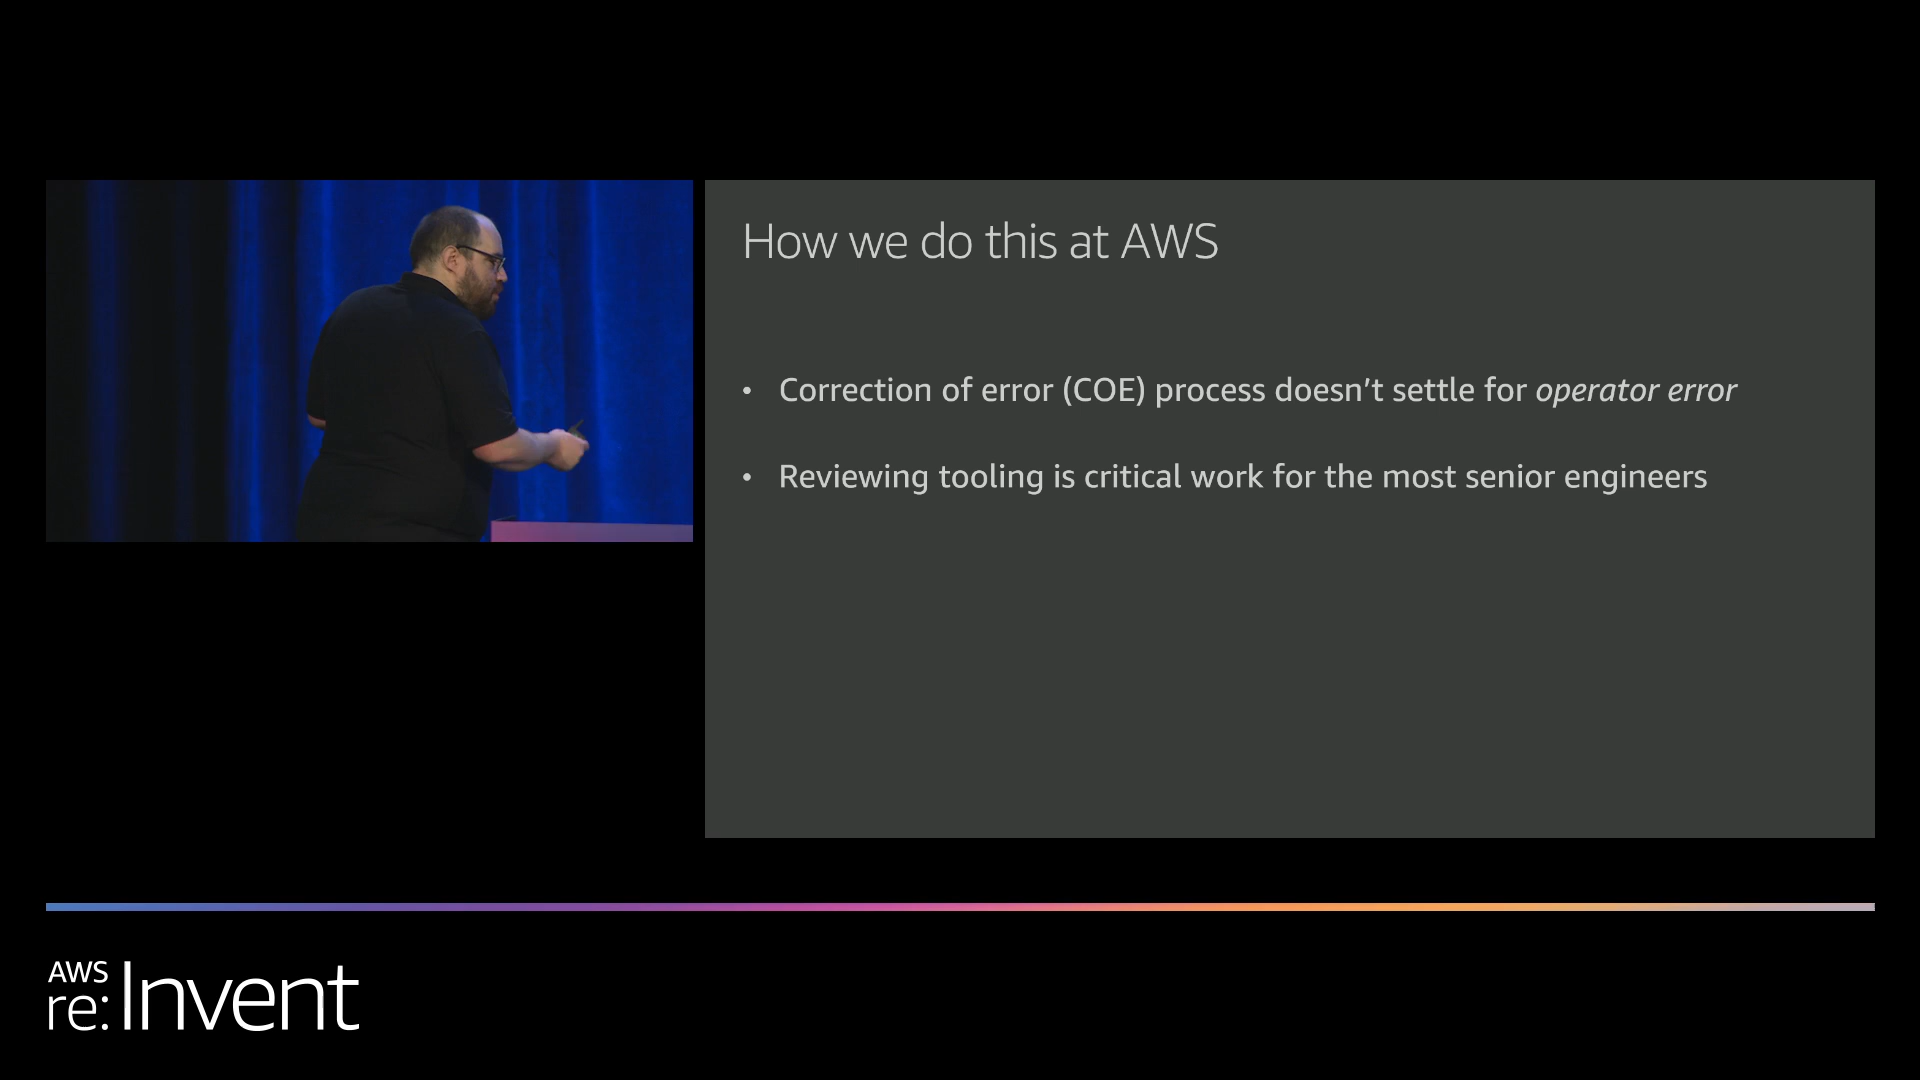 How we do this at AWS
• Correction of error (COE) process doesn't settle for operator error
• Reviewing tooling is critical work for the most senior engineers
AWS
re:Invent